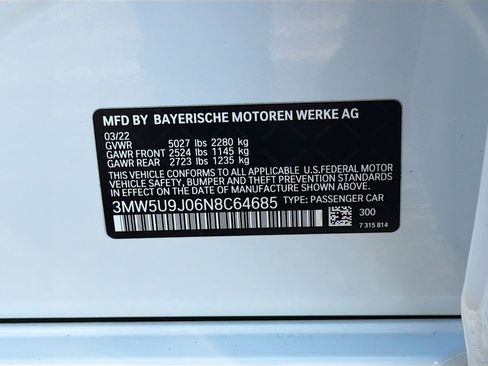 MFD BY BAYERISCHE MOTOREN WERKE AG
03/22
GVWR 5027 lbs 2280 kg
GAWR FRONT 2524 lbs 1145 kg
GAWR REAR 2723 lbs 1235 kg
THIS VEHICLE CONFORMS TO ALL APPLICABLE U.S.FEDERAL MOTOR
VEHICLE SAFETY, BUMPER, AND THEFT PREVENTION STANDARDS
IN EFFECT ON THE DATE OF MANUFACTURE SHOWN ABOVE.
3MW5U9J06N8C64685 TYPE: PASSENGER CAR
300
7 315 814